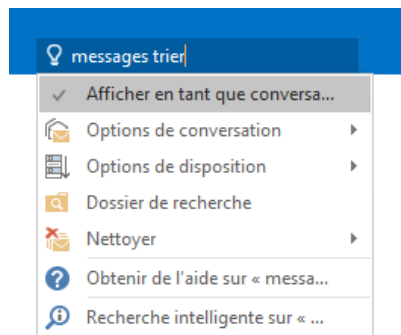 messages trier
Afficher en tant que conversa...
Options de conversation
Options de disposition
Dossier de recherche
Nettoyer
Obtenir de l'aide sur « messa...
Recherche intelligente sur « ...